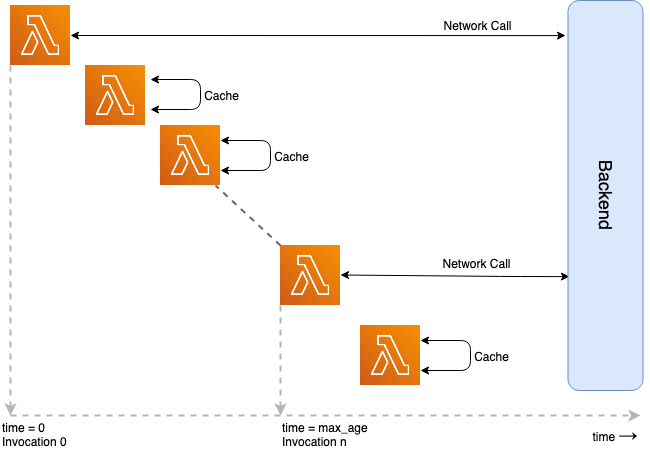 Network Call
Cache
Cache
Backend
Network Call
Cache
time = 0
Invocation 0
time = max_age
Invocation n
time →